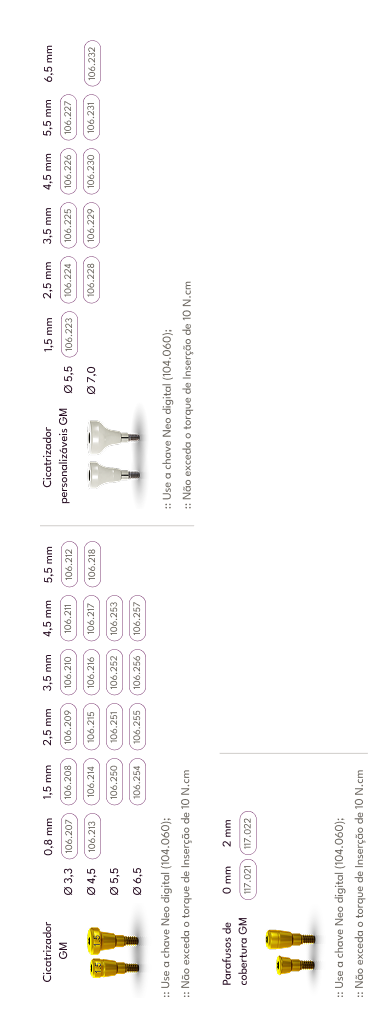 Cicatrizador
GM
0,8 mm 1,5 mm 2,5 mm 3,5 mm 4,5 mm 5,5 mm
Ø 3,3 106.207 106.208 106.209 106.210 106.211 106.212
Ø 4,5 106.213 106.214 106.215 106.216 106.217 106.218
Ø 5,5 106.250 106.251 106.252 106.253
Ø 6,5 106.254 106.255 106.256 106.257
:: Use a chave Neo digital (104.060);
:: Não exceda o torque de Inserção de 10 N.cm
Cicatrizador
personalizáveis GM
1,5 mm 2,5 mm 3,5 mm 4,5 mm 5,5 mm 6,5 mm
Ø 5,5 106.223 106.224 106.225 106.226 106.227
Ø 7,0 106.228 106.229 106.230 106.231 106.232
:: Use a chave Neo digital (104.060);
:: Não exceda o torque de Inserção de 10 N.cm
Parafusos de
cobertura GM
0 mm 2 mm
117.021 117.022
:: Use a chave Neo digital (104.060);
:: Não exceda o torque de Inserção de 10 N.cm